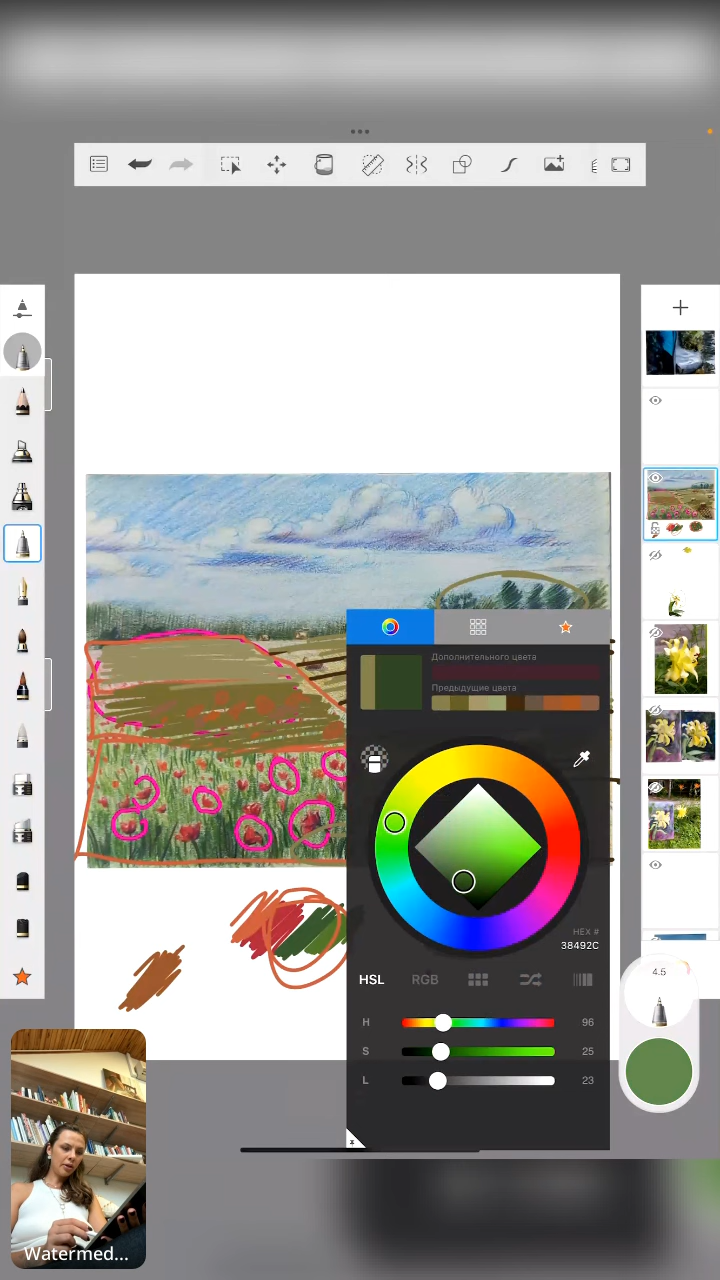 Дополнительного цвета
Предыдущие цвета
HEX #
38492C
HSL
RGB
4.5
H
96
S
25
L
23
Watermed...